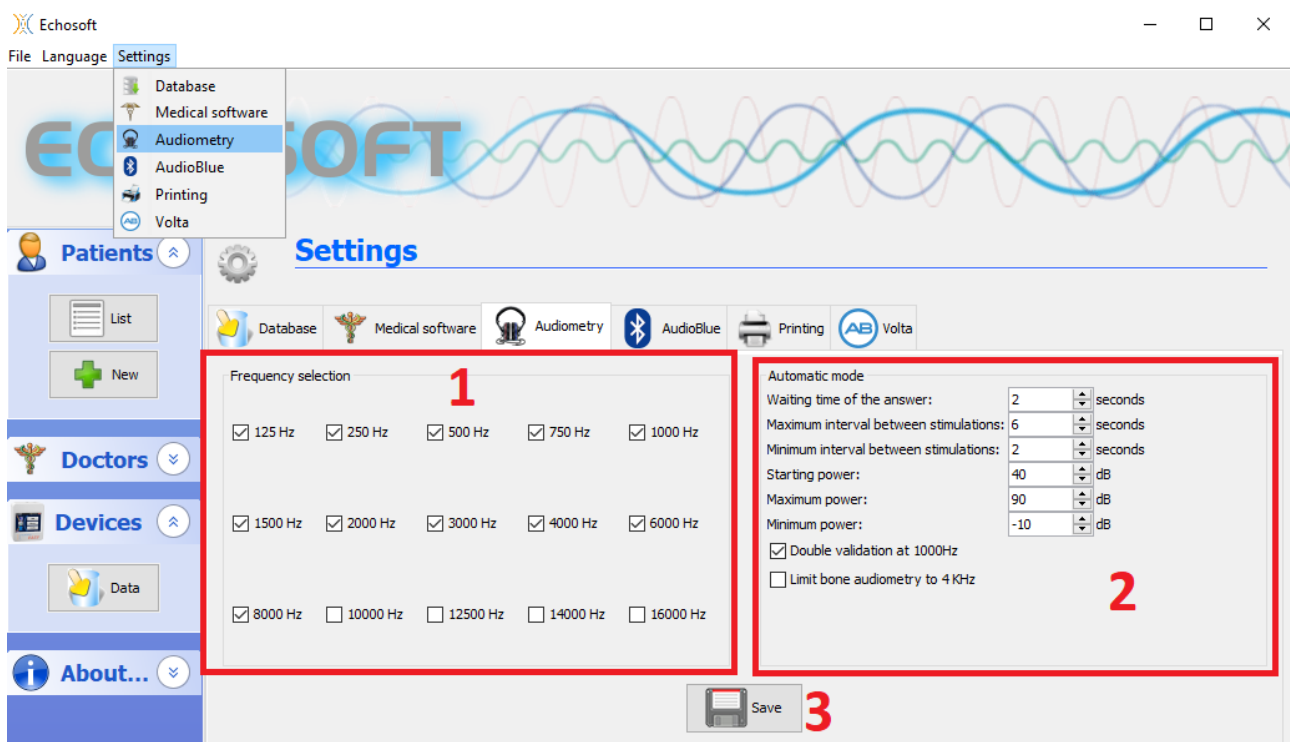 Echosoft
File Language Settings
Database
Medical software
Audiometry
AudioBlue
Printing
Volta
Patients
List
New
Doctors
Devices
Data
About...
Settings
Database Medical software Audiometry AudioBlue Printing AB Volta
Frequency selection
1
125 Hz 250 Hz 500 Hz 750 Hz 1000 Hz
1500 Hz 2000 Hz 3000 Hz 4000 Hz 6000 Hz
8000 Hz 10000 Hz 12500 Hz 14000 Hz 16000 Hz
Automatic mode
Waiting time of the answer: 2 seconds
Maximum interval between stimulations: 6 seconds
Minimum interval between stimulations: 2 seconds
Starting power: 40 dB
Maximum power: 90 dB
Minimum power: -10 dB
Double validation at 1000Hz
Limit bone audiometry to 4 KHz
2
Save
3